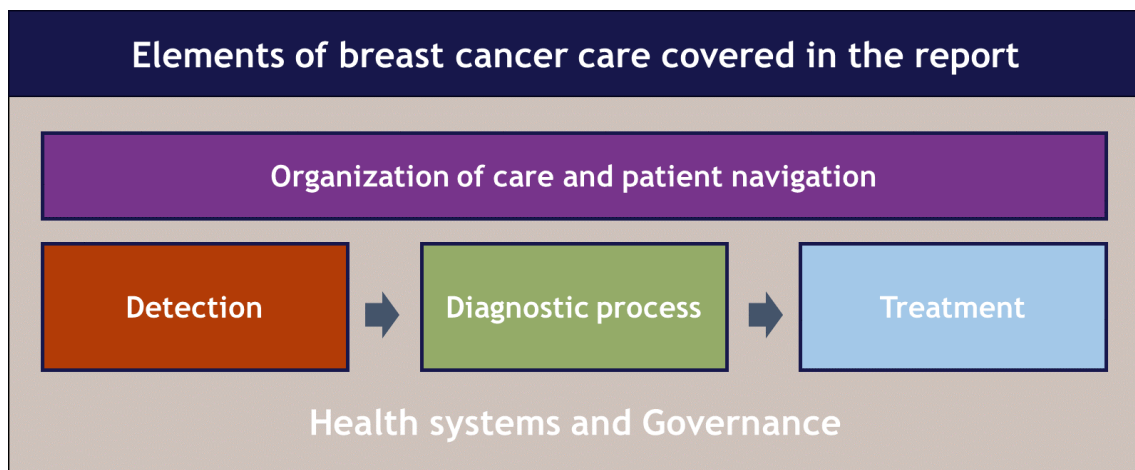 Elements of breast cancer care covered in the report
Organization of care and patient navigation
Detection
Diagnostic process
Treatment
Health systems and Governance